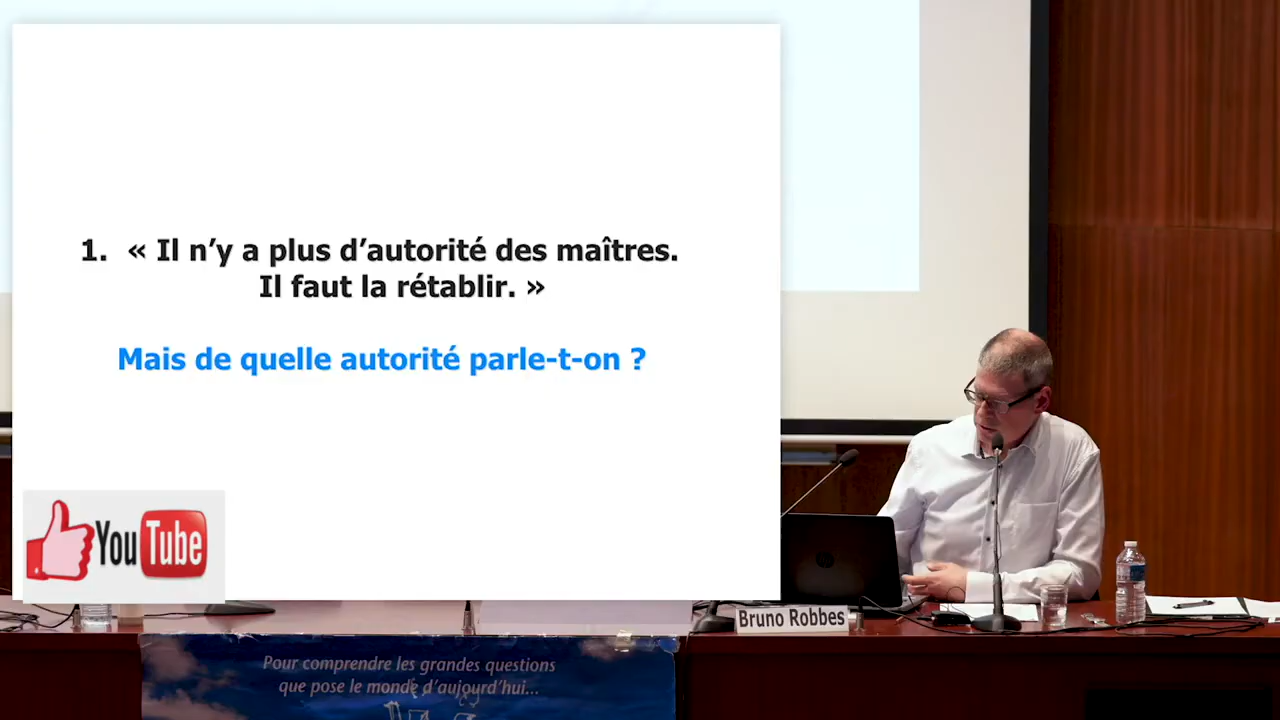 1. « Il n’y a plus d’autorité des maîtres.
Il faut la rétablir. »
Mais de quelle autorité parle-t-on ?
YouTube
Bruno Robbes
Pour comprendre les grandes questions
que pose le monde d’aujourd’hui...